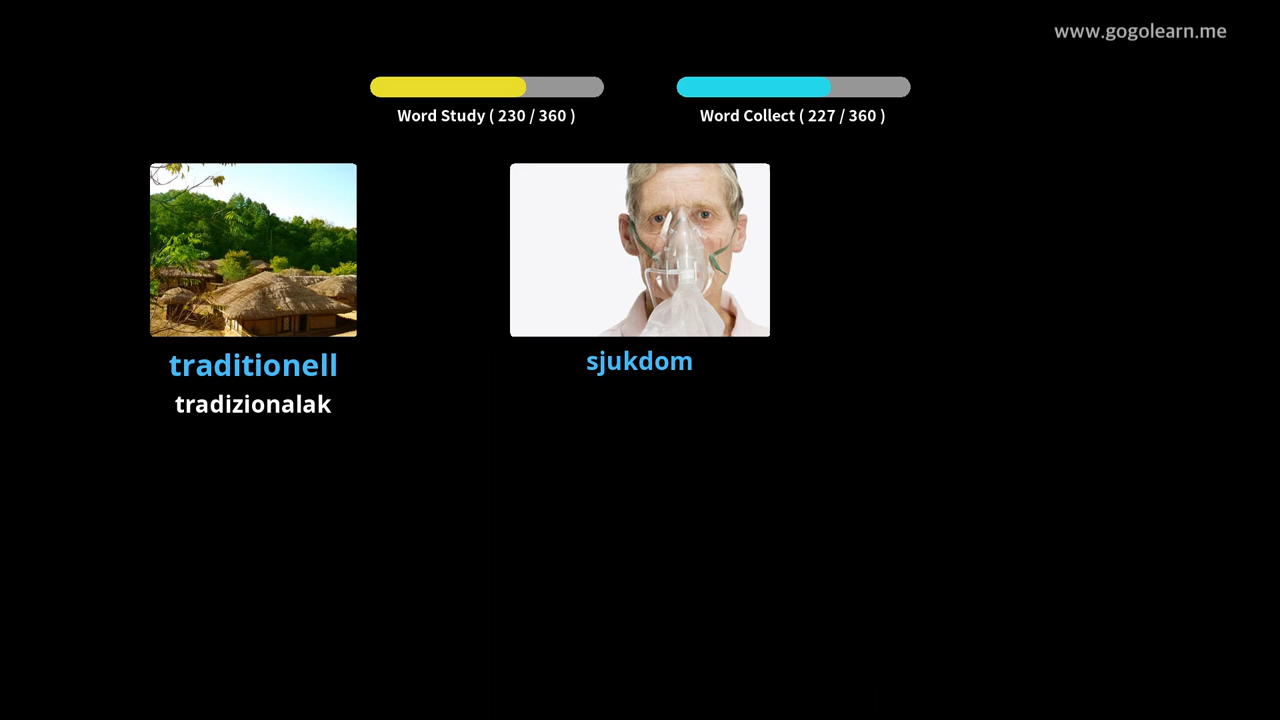 www.gogolearn.me
Word Study ( 230 / 360 )
Word Collect ( 227 / 360 )
traditionell
tradizionalak
sjukdom